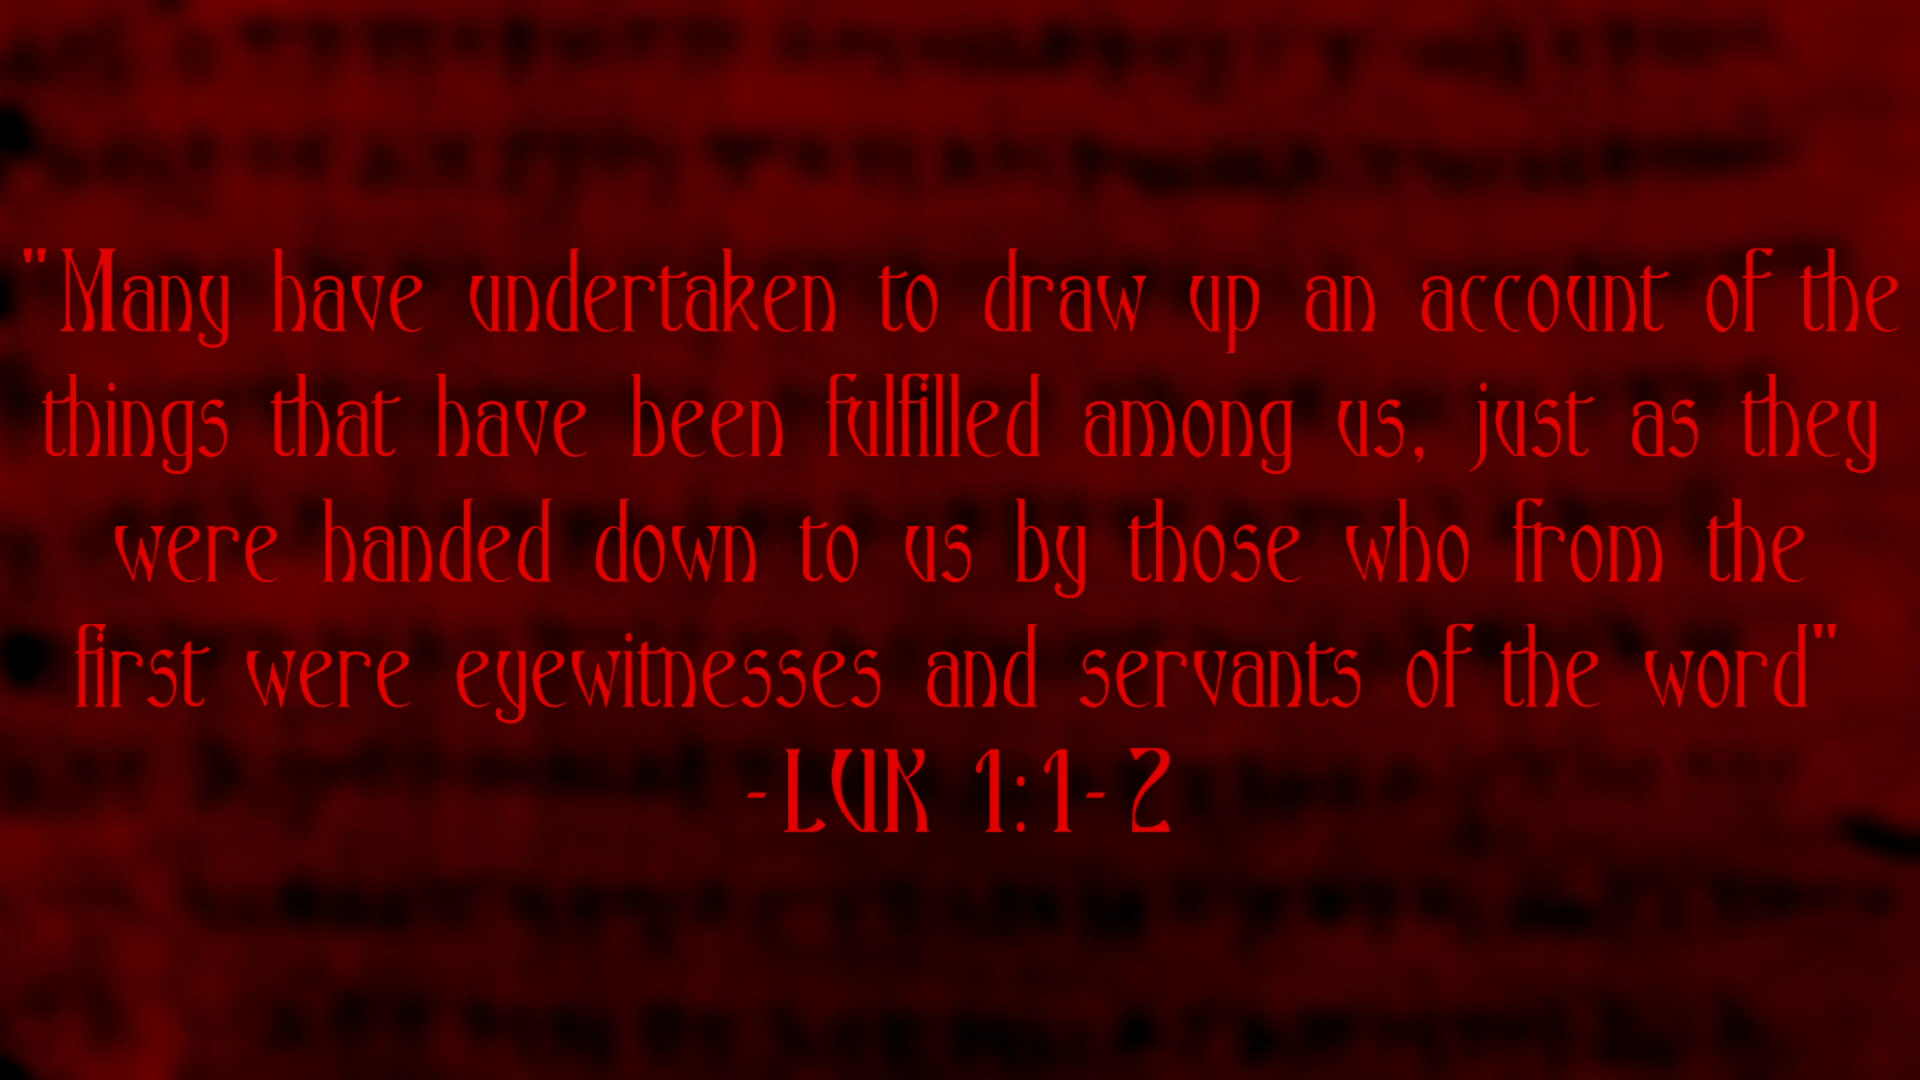 "Many have undertaken to draw up an account of the
things that have been fulfilled among us, just as they
were handed down to us by those who from the
first were eyewitnesses and servants of the word"
-LUK 1:1-2